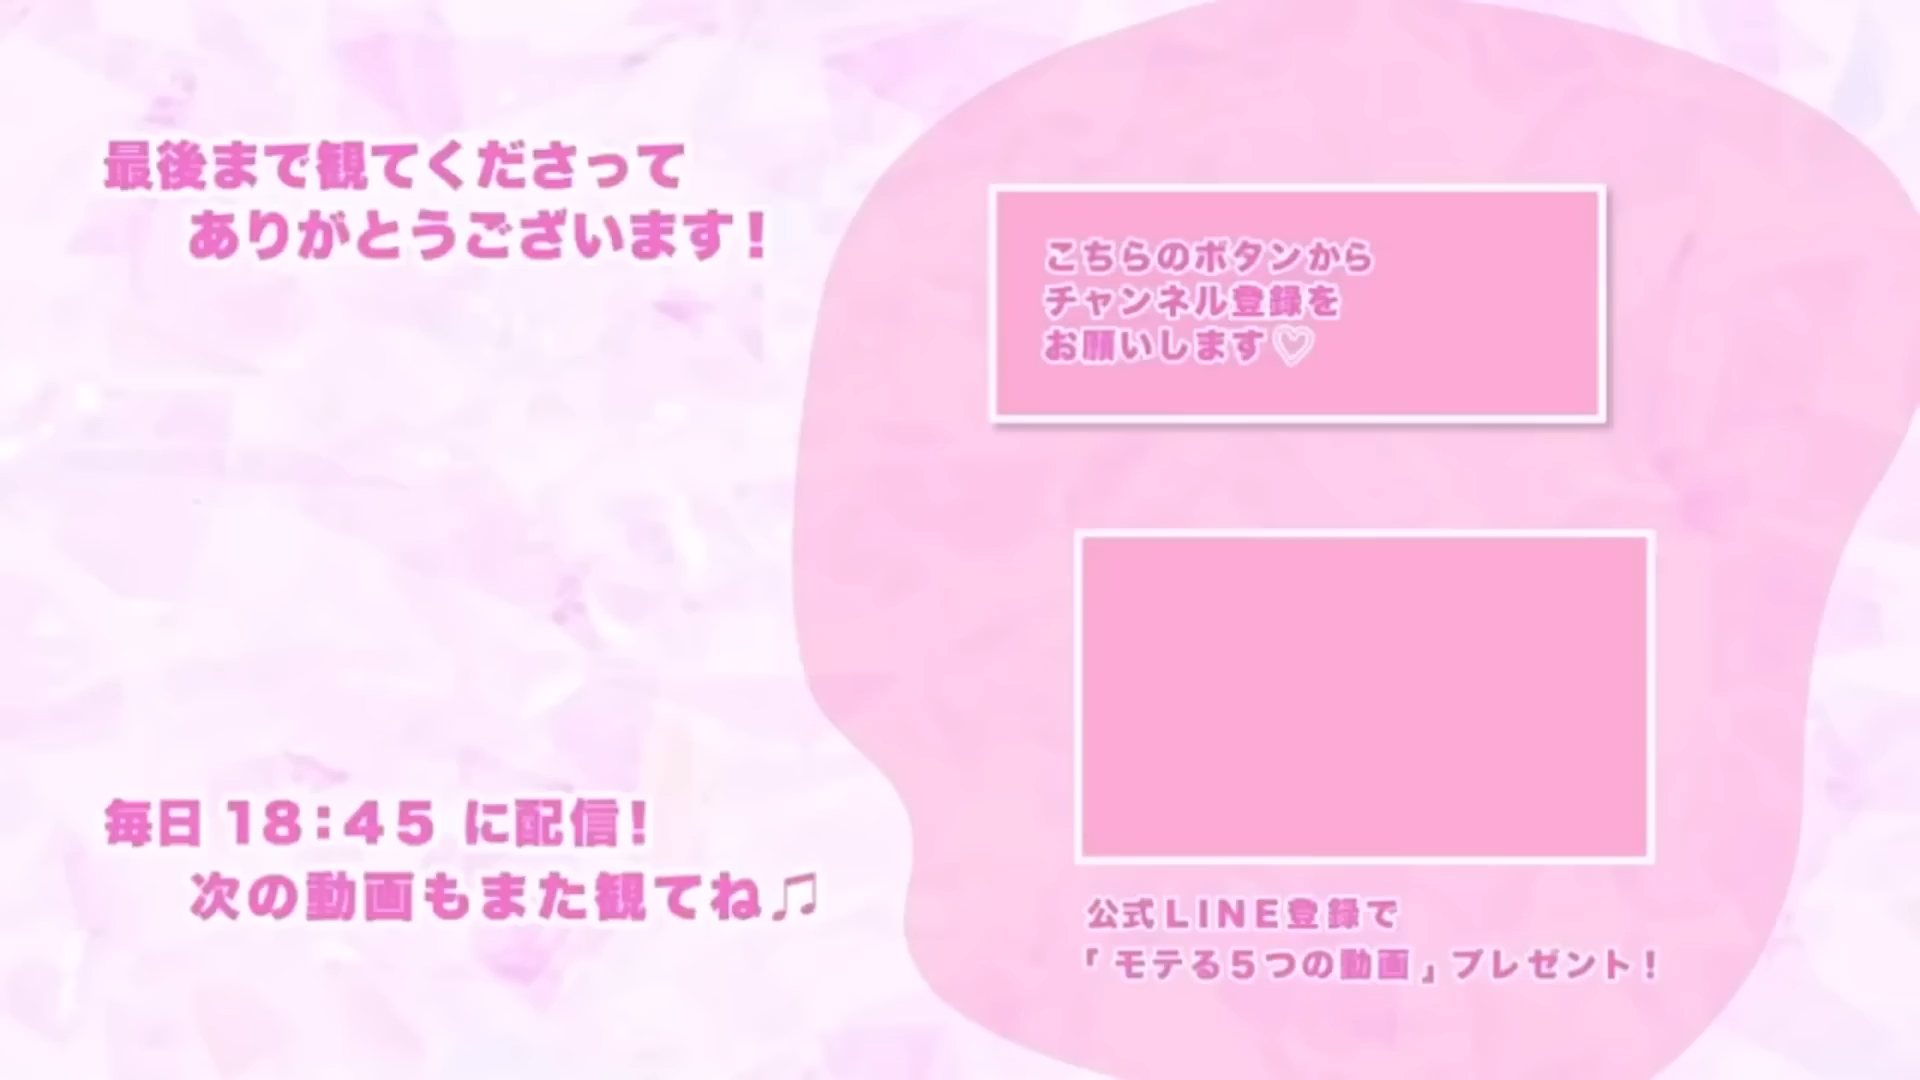 最後まで観てくださって
ありがとうございます!
こちらのボタンから
チャンネル登録を
お願いします♡
毎日 18:45 に配信!
次の動画もまた観てね♫
公式LINE登録で
「モテる5つの動画」プレゼント!